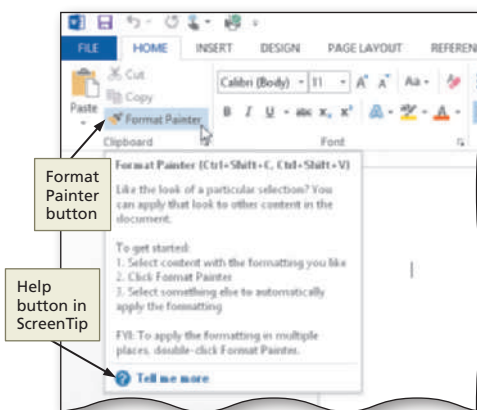 FILE HOME INSERT DESIGN PAGE LAYOUT REFEREN
Cut
Copy
Paste
Format Painter
Calibri (Body) 11 A A Aa
B I U abc x, x² A A
Clipboard Font
Format Painter (Ctrl+Shift+C, Ctrl+Shift+V)
Like the look of a particular selection? You
can apply that look to other content in the
document.
To get started:
1. Select content with the formatting you like
2. Click Format Painter
3. Select something else to automatically
apply the formatting
FYI: To apply the formatting in multiple
places, double-click Format Painter.
? Tell me more
Format
Painter
button
Help
button in
ScreenTip